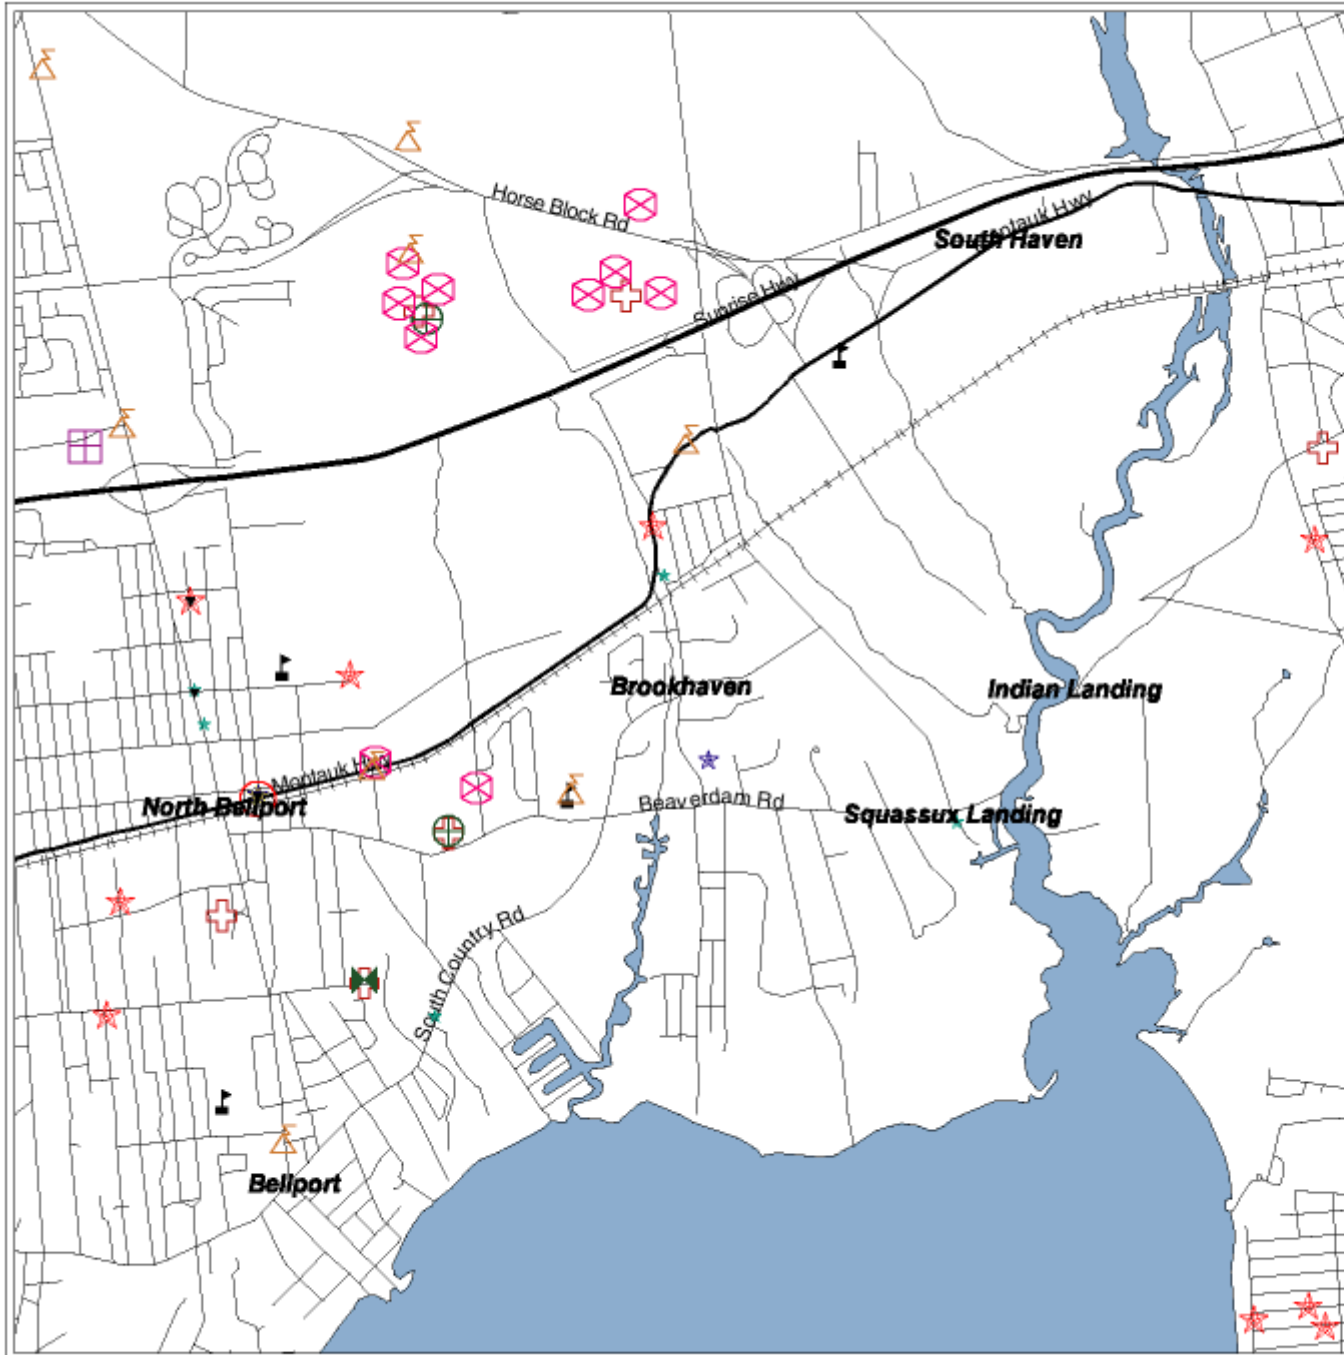 Horse Block Rd
Montauk Hwy
South Haven
Sunrise Hwy
Brookhaven
Indian Landing
Montauk Hwy
North Bellport
Beaverdam Rd
Squassux Landing
South Country Rd
Bellport